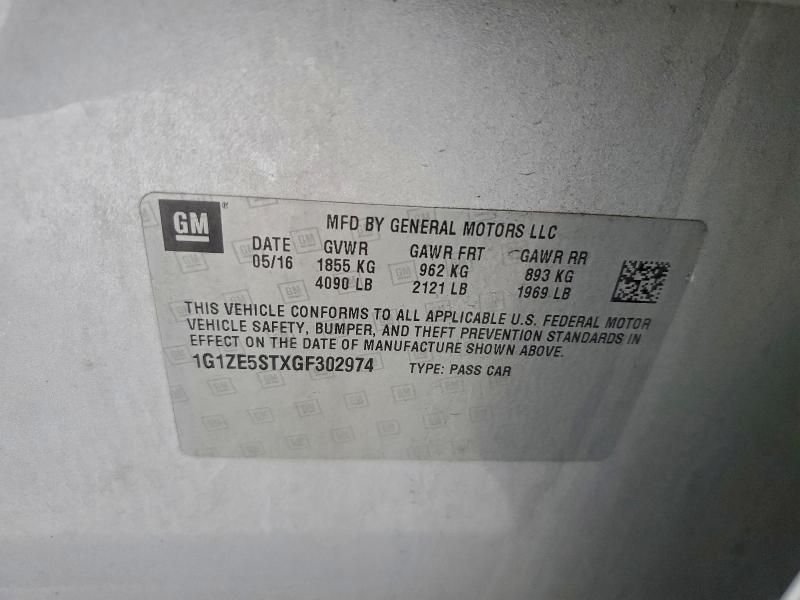 GM®
MFD BY GENERAL MOTORS LLC
DATE GVWR GAWR FRT GAWR RR
05/16 1855 KG 962 KG 893 KG
4090 LB 2121 LB 1969 LB
THIS VEHICLE CONFORMS TO ALL APPLICABLE U.S. FEDERAL MOTOR
VEHICLE SAFETY, BUMPER, AND THEFT PREVENTION STANDARDS IN
EFFECT ON THE DATE OF MANUFACTURE SHOWN ABOVE.
1G1ZE5STXGF302974 TYPE: PASS CAR